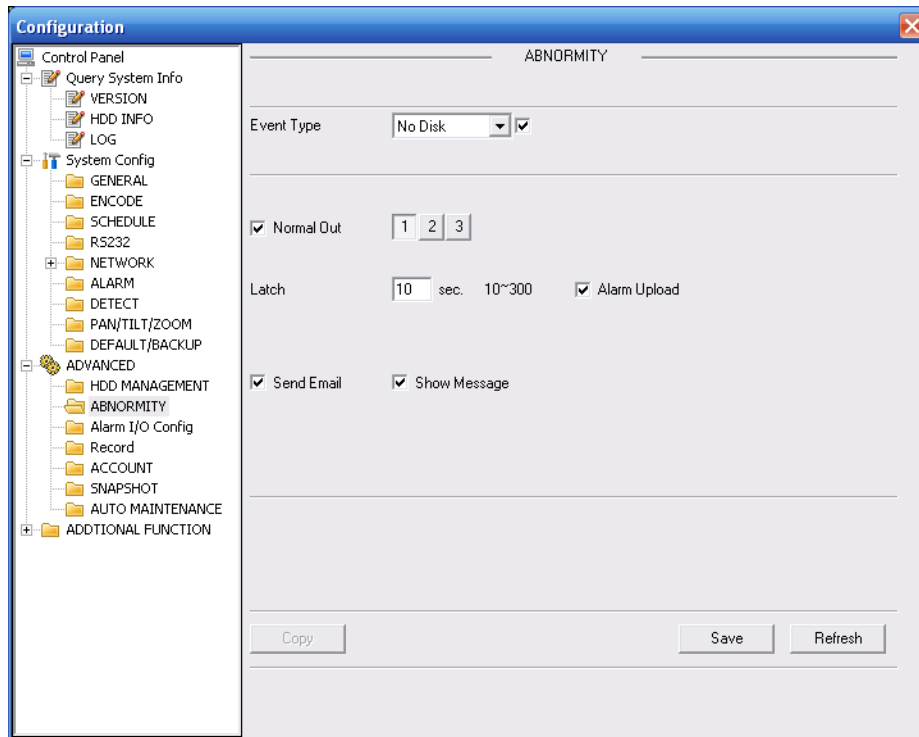 Configuration
Control Panel
Query System Info
VERSION
HDD INFO
LOG
System Config
GENERAL
ENCODE
SCHEDULE
RS232
NETWORK
ALARM
DETECT
PAN/TILT/ZOOM
DEFAULT/BACKUP
ADVANCED
HDD MANAGEMENT
ABNORMITY
Alarm I/O Config
Record
ACCOUNT
SNAPSHOT
AUTO MAINTENANCE
ADDTIONAL FUNCTION
ABNORMITY
Event Type No Disk
Normal Out 1 2 3
Latch 10 sec. 10~300 Alarm Upload
Send Email Show Message
Copy Save Refresh